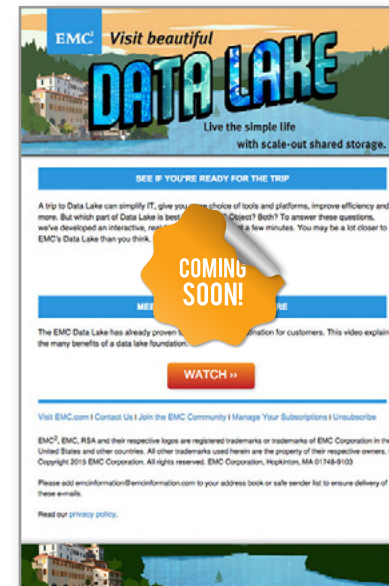 EMC² Visit beautiful
DATA LAKE
Live the simple life
with scale-out shared storage.
SEE IF YOU'RE READY FOR THE TRIP
A trip to Data Lake can simplify IT, give you more choice of tools and platforms, improve efficiency and
more. But which part of Data Lake is best Object? Both? To answer these questions,
we've developed an interactive, a few minutes. You may be a lot closer to
EMC's Data Lake than you think.
COMING
SOON!
The EMC Data Lake has already proven for customers. This video explain
the many benefits of a data lake foundation.
WATCH »
Visit EMC.com I Contact Us I Join the EMC Community I Manage Your Subscriptions I Unsubscribe
EMC², EMC, RSA and their respective logos are registered trademarks or trademarks of EMC Corporation in the
United States and other countries. All other trademarks used herein are the property of their respective owners.
Copyright 2015 EMC Corporation. All rights reserved. EMC Corporation, Hopkinton, MA 01748-9103
Please add emcinformation@emcinformation.com to your address book or safe sender list to ensure delivery of
these e-mails.
Read our privacy policy.